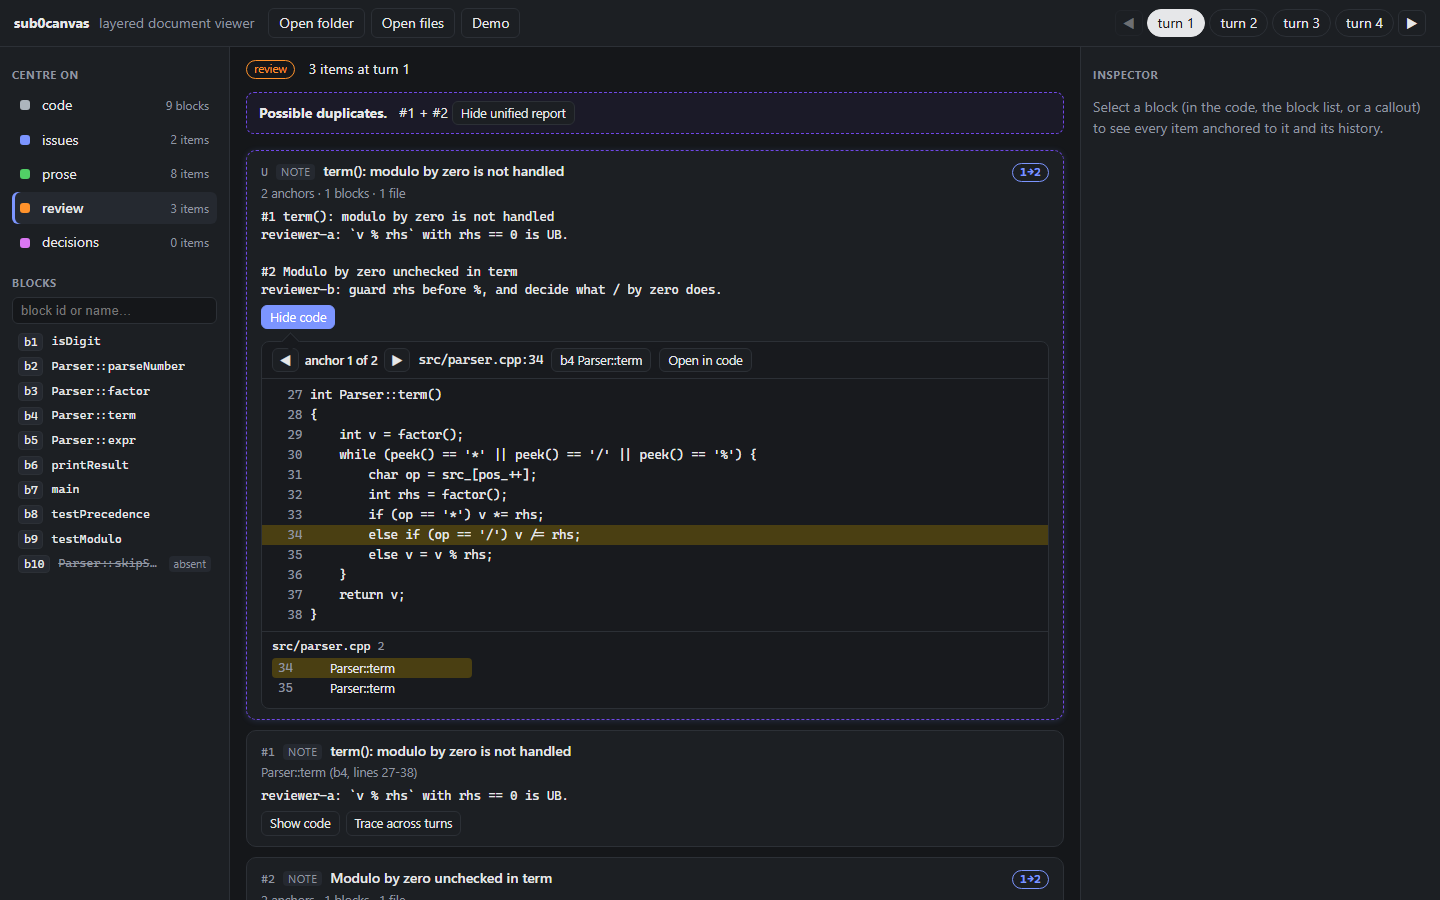 sub0canvas layered document viewer Open folder Open files Demo ◀ turn 1 turn 2 turn 3 turn 4 ▶
CENTRE ON
code 9 blocks
issues 2 items
prose 8 items
review 3 items
decisions 0 items
BLOCKS
block id or name...
b1 isDigit
b2 Parser::parseNumber
b3 Parser::factor
b4 Parser::term
b5 Parser::expr
b6 printResult
b7 main
b8 testPrecedence
b9 testModulo
b10 Parser::skipS… absent
review 3 items at turn 1
Possible duplicates. #1 + #2 Hide unified report
U NOTE term(): modulo by zero is not handled 1→2
2 anchors · 1 blocks · 1 file
#1 term(): modulo by zero is not handled
reviewer-a: `v % rhs` with rhs == 0 is UB.
#2 Modulo by zero unchecked in term
reviewer-b: guard rhs before %, and decide what / by zero does.
Hide code
◀ anchor 1 of 2 ▶ src/parser.cpp:34 b4 Parser::term Open in code
27 int Parser::term()
28 {
29     int v = factor();
30     while (peek() == '*' || peek() == '/' || peek() == '%') {
31         char op = src_[pos_++];
32         int rhs = factor();
33         if (op == '*') v *= rhs;
34         else if (op == '/') v /= rhs;
35         else v = v % rhs;
36     }
37     return v;
38 }
src/parser.cpp 2
34 Parser::term
35 Parser::term
#1 NOTE term(): modulo by zero is not handled
Parser::term (b4, lines 27-38)
reviewer-a: `v % rhs` with rhs == 0 is UB.
Show code Trace across turns
#2 NOTE Modulo by zero unchecked in term 1→2
2 anchors · 1 blocks · 1 file
INSPECTOR
Select a block (in the code, the block list, or a callout)
to see every item anchored to it and its history.